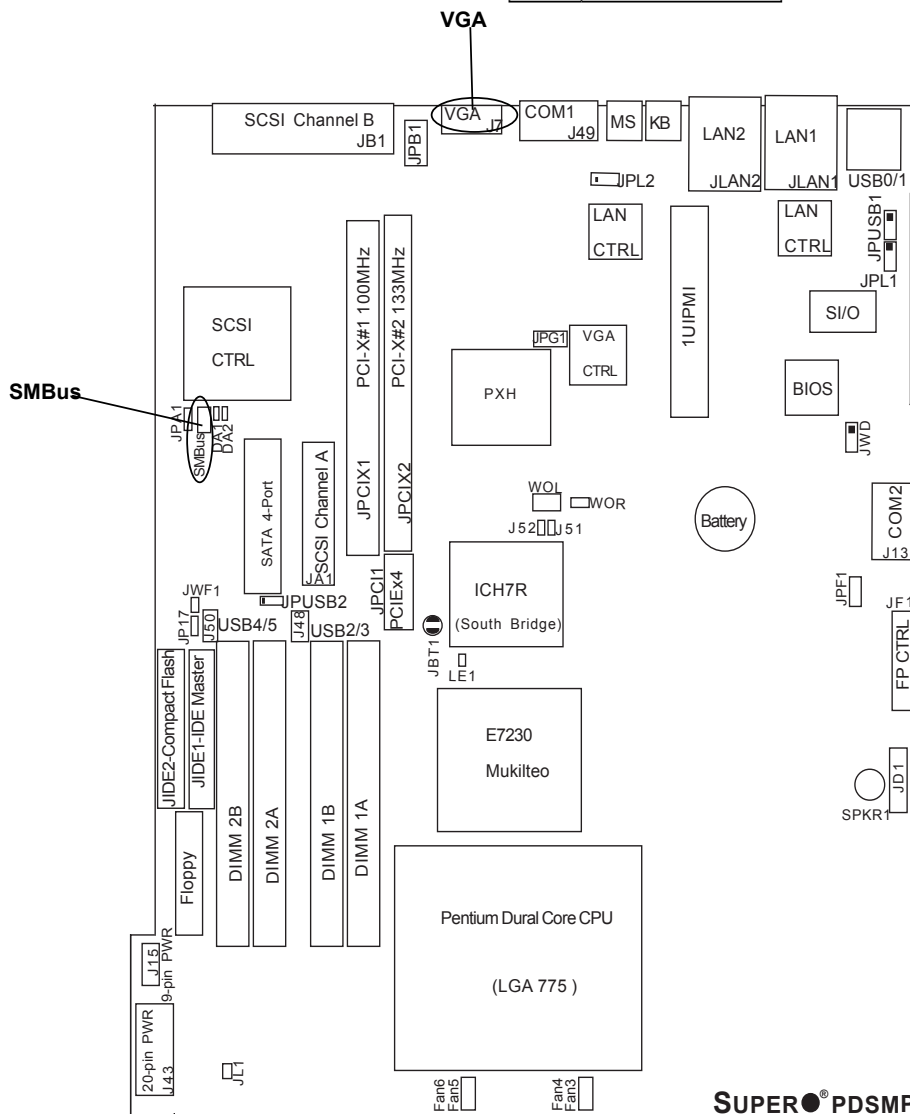 VGA
SCSI Channel B
JB1
JPB1
VGA
J7
COM1
J49
MS
KB
LAN2
JLAN2
LAN1
JLAN1
USB0/1
JPL2
LAN
CTRL
LAN
CTRL
JPUSB1
JPL1
SI/O
1UIPMI
PCI-X#1 100MHz
JPCIX1
PCI-X#2 133MHz
JPCIX2
SCSI
CTRL
JPG1
VGA
CTRL
PXH
BIOS
SMBus
JPA1
SMBus
DA1
DA2
JWD
SATA 4-Port
SCSI Channel A
JA1
WOL
WOR
J52
J51
Battery
COM2
J13
ICH7R
(South Bridge)
JPCI1
PCIEx4
JPF1
JF1
FP CTRL
JWF1
JPUSB2
JP17
J50
USB4/5
J48
USB2/3
JBT1
LE1
JIDE2-Compact Flash
JIDE1-IDE Master
E7230
Mukilteo
JD1
SPKR1
Floppy
DIMM 2B
DIMM 2A
DIMM 1B
DIMM 1A
Pentium Dural Core CPU
(LGA 775 )
J15
9-pin PWR
20-pin PWR
J43
JL1
Fan6
Fan5
Fan4
Fan3
SUPER ® PDSMP